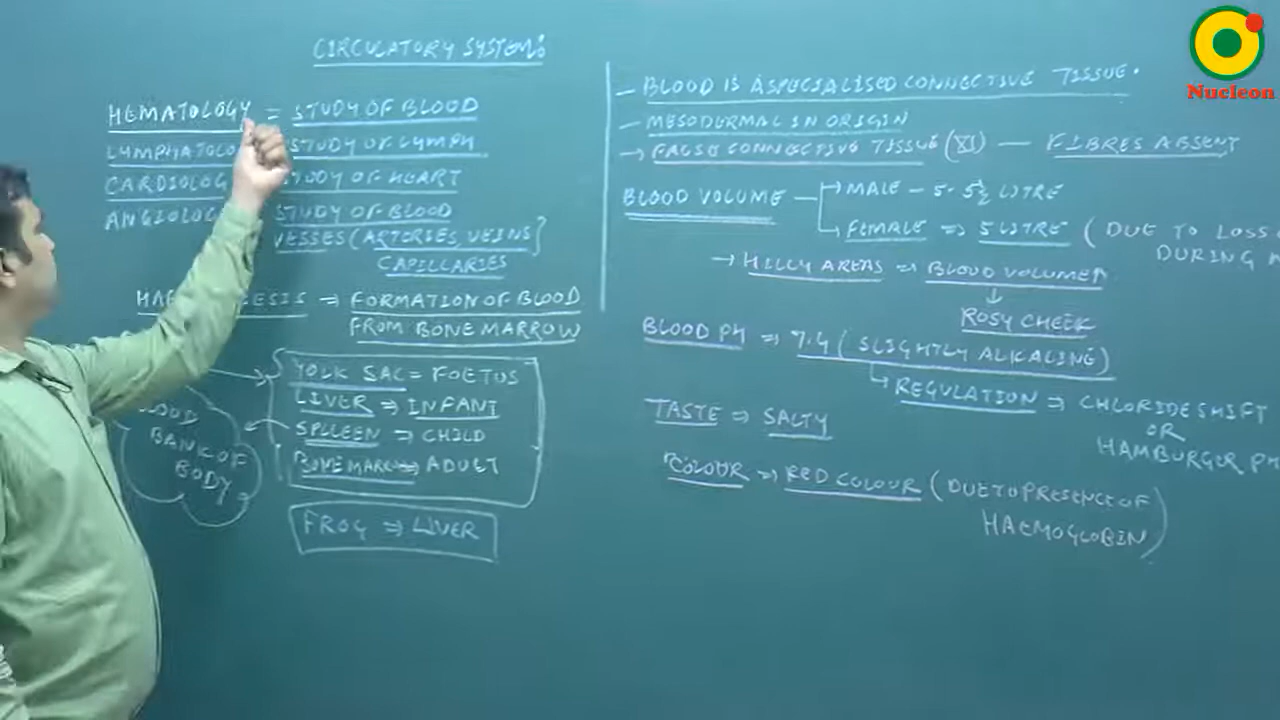 CIRCULATORY SYSTEM:
HEMATOLOGY = STUDY OF BLOOD
STUDY OF LYMPH
STUDY OF HEART
STUDY OF BLOOD
VESSES (ARTERIES, VEINS
CAPILLARIES
⇒ FORMATION OF BLOOD
FROM BONE MARROW
YOLK SAC = FOETUS
LIVER ⇒ INFANT
SPLEEN ⇒ CHILD
BONE MARROW ⇒ ADULT
BANK OF
BODY
FROG ⇒ LIVER
- BLOOD IS A SPECIALISED CONNECTIVE TISSUE.
- MESODERMAL IN ORIGIN
→ FALSE CONNECTIVE TISSUE (XI) — FIBRES ABSENT
BLOOD VOLUME → MALE - 5-5½ LITRE
→ FEMALE ⇒ 5 LITRE ( DUE TO LOSS
DURING
→ HILLY AREAS ⇒ BLOOD VOLUME↑
↓
ROSY CHEEK
BLOOD PH ⇒ 7.4 ( SLIGHTLY ALKALINE)
REGULATION ⇒ CHLORIDE SHIFT
OR
HAMBURGER PH
TASTE ⇒ SALTY
COLOUR ⇒ RED COLOUR ( DUE TO PRESENCE OF
HAEMOGLOBIN )
Nucleon